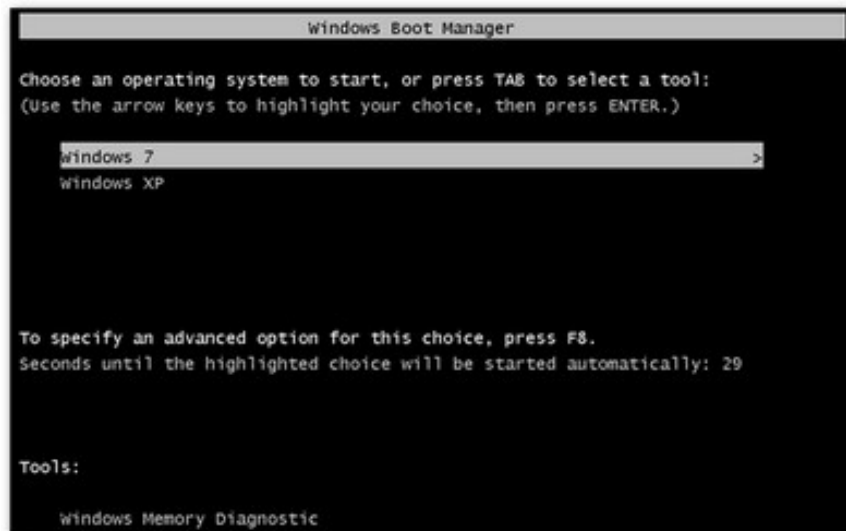 Windows Boot Manager
Choose an operating system to start, or press TAB to select a tool:
(Use the arrow keys to highlight your choice, then press ENTER.)
Windows 7 >
Windows XP
To specify an advanced option for this choice, press F8.
Seconds until the highlighted choice will be started automatically: 29
Tools:
Windows Memory Diagnostic